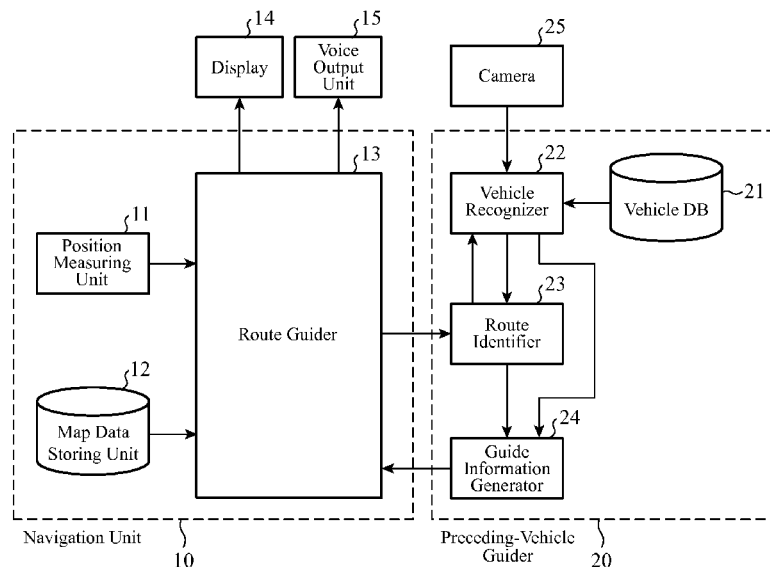 14
15
25
Display
Voice
Output
Unit
Camera
13
22
Vehicle
Recognizer
Vehicle DB
21
11
Position
Measuring
Unit
23
Route Guider
Route
Identifier
12
Map Data
Storing Unit
24
Guide
Information
Generator
Navigation Unit
10
Preceding-Vehicle
Guider
20